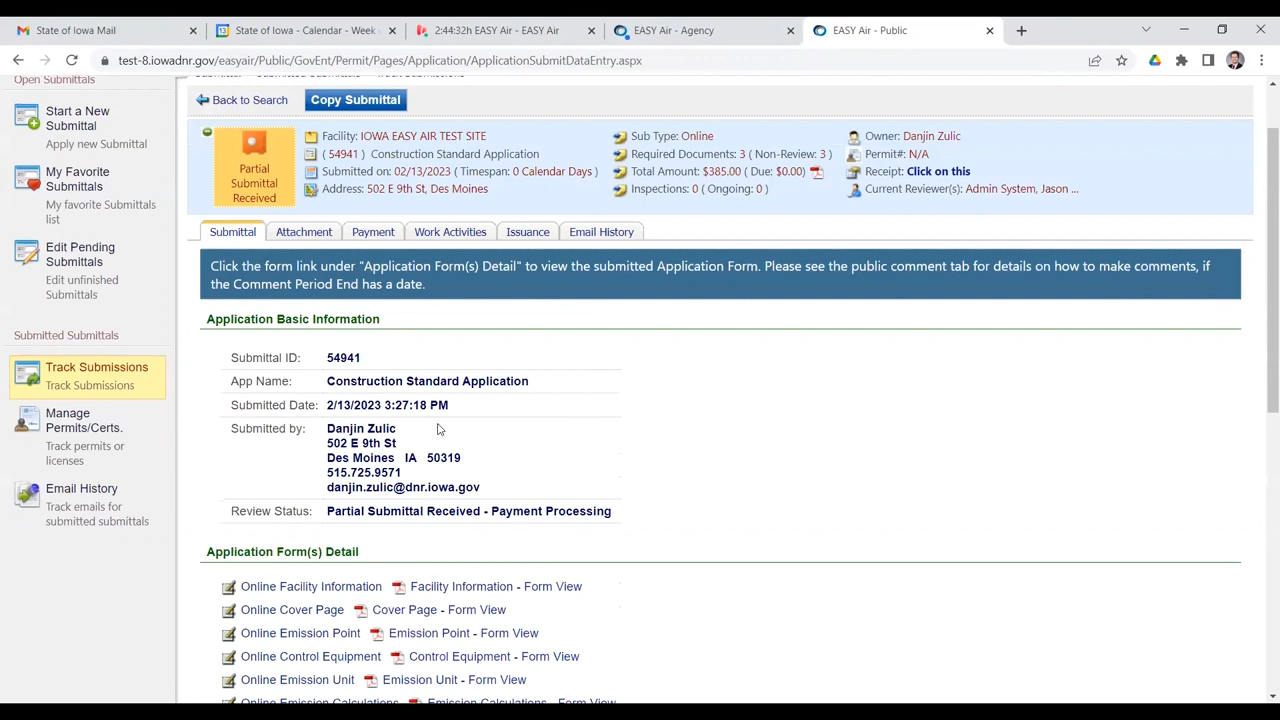 State of Iowa Mail
State of Iowa - Calendar - Week
2:44:32h EASY Air - EASY Air
EASY Air - Agency
EASY Air - Public
test-8.iowadnr.gov/easyair/Public/GovEnt/Permit/Pages/Application/ApplicationSubmitDataEntry.aspx
Open Submittals
Start a New
Submittal
Apply new Submittal
My Favorite
Submittals
My favorite Submittals
list
Edit Pending
Submittals
Edit unfinished
Submittals
Submitted Submittals
Track Submissions
Track Submissions
Manage
Permits/Certs.
Track permits or
licenses
Email History
Track emails for
submitted submittals
Back to Search
Copy Submittal
Partial
Submittal
Received
Facility: IOWA EASY AIR TEST SITE
( 54941 ) Construction Standard Application
Submitted on: 02/13/2023 ( Timespan: 0 Calendar Days )
Address: 502 E 9th St, Des Moines
Sub Type: Online
Required Documents: 3 ( Non-Review: 3 )
Total Amount: $385.00 ( Due: $0.00)
Inspections: 0 ( Ongoing: 0 )
Owner: Danjin Zulic
Permit#: N/A
Receipt: Click on this
Current Reviewer(s): Admin System, Jason ...
Submittal
Attachment
Payment
Work Activities
Issuance
Email History
Click the form link under "Application Form(s) Detail" to view the submitted Application Form. Please see the public comment tab for details on how to make comments, if
the Comment Period End has a date.
Application Basic Information
Submittal ID: 54941
App Name: Construction Standard Application
Submitted Date: 2/13/2023 3:27:18 PM
Submitted by: Danjin Zulic
502 E 9th St
Des Moines IA 50319
515.725.9571
danjin.zulic@dnr.iowa.gov
Review Status: Partial Submittal Received - Payment Processing
Application Form(s) Detail
Online Facility Information Facility Information - Form View
Online Cover Page Cover Page - Form View
Online Emission Point Emission Point - Form View
Online Control Equipment Control Equipment - Form View
Online Emission Unit Emission Unit - Form View
Online Emission Calculations Emission Calculations - Form View